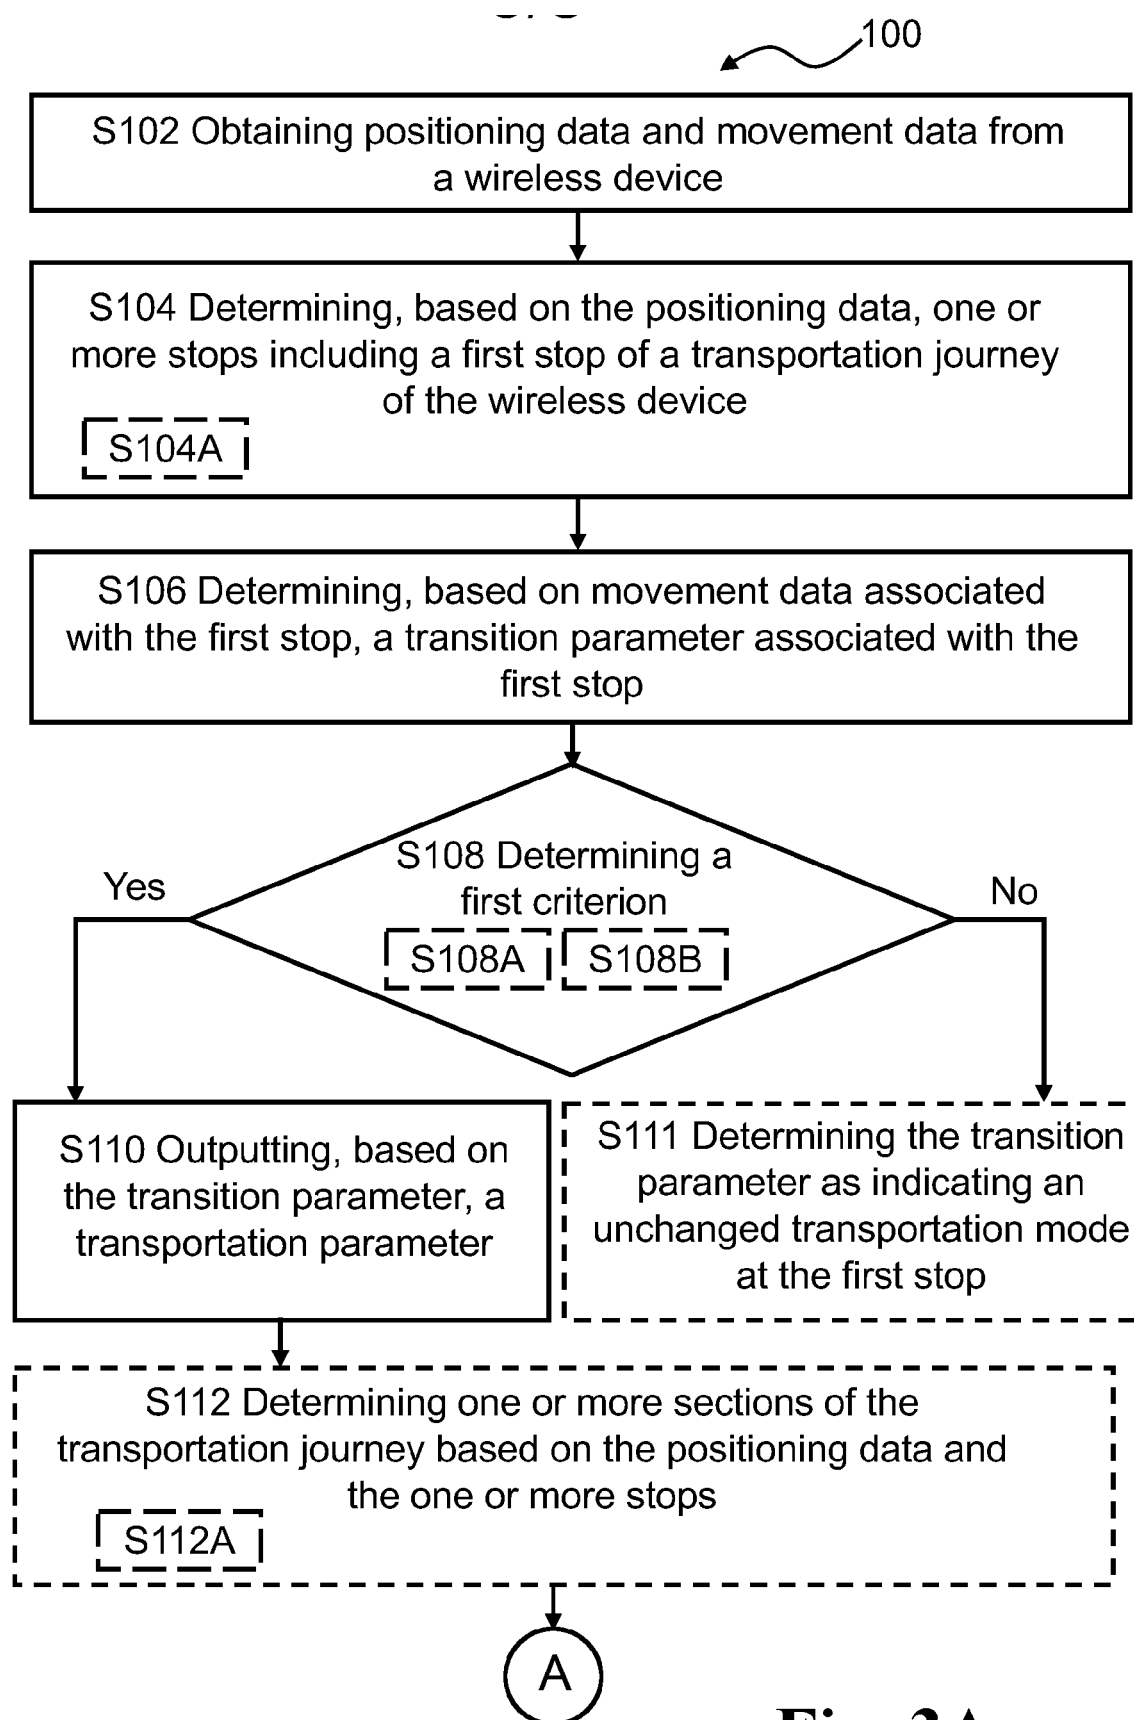 100
S102 Obtaining positioning data and movement data from
a wireless device
S104 Determining, based on the positioning data, one or
more stops including a first stop of a transportation journey
of the wireless device
S104A
S106 Determining, based on movement data associated
with the first stop, a transition parameter associated with the
first stop
S108 Determining a
first criterion
S108A S108B
Yes
No
S110 Outputting, based on
the transition parameter, a
transportation parameter
S111 Determining the transition
parameter as indicating an
unchanged transportation mode
at the first stop
S112 Determining one or more sections of the
transportation journey based on the positioning data and
the one or more stops
S112A
A
Fig. 3A